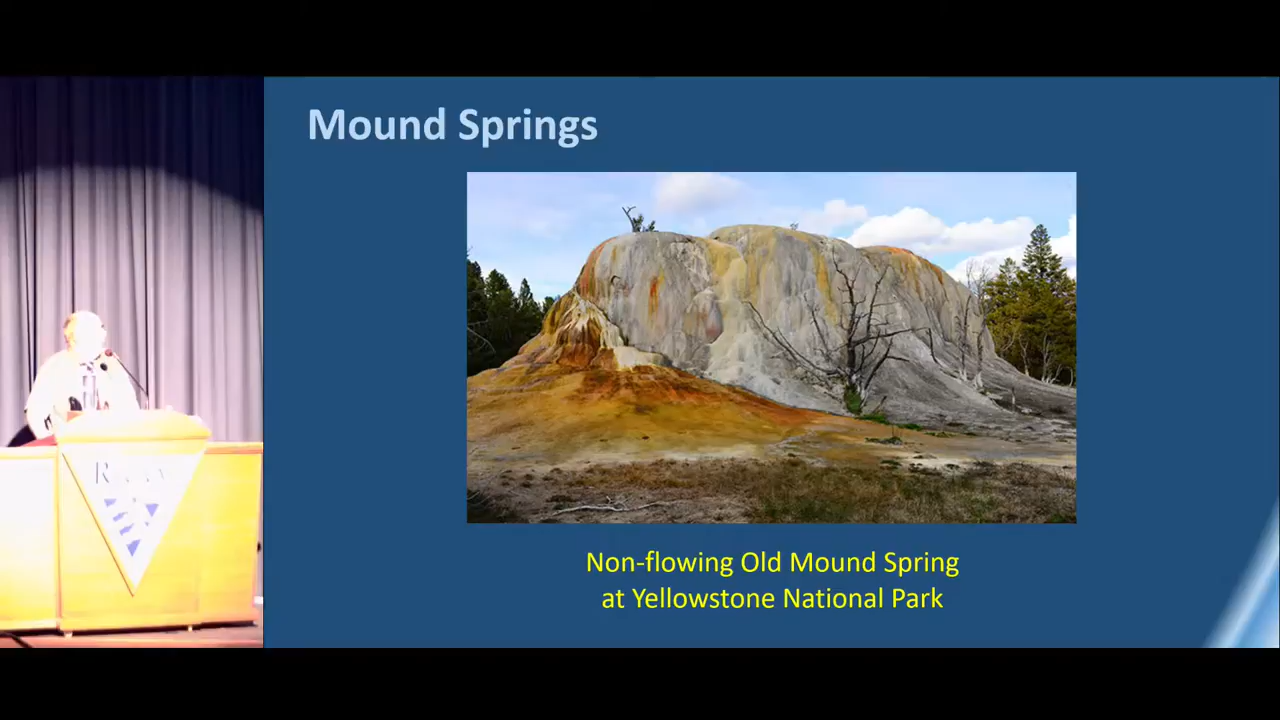 Mound Springs
Non-flowing Old Mound Spring
at Yellowstone National Park